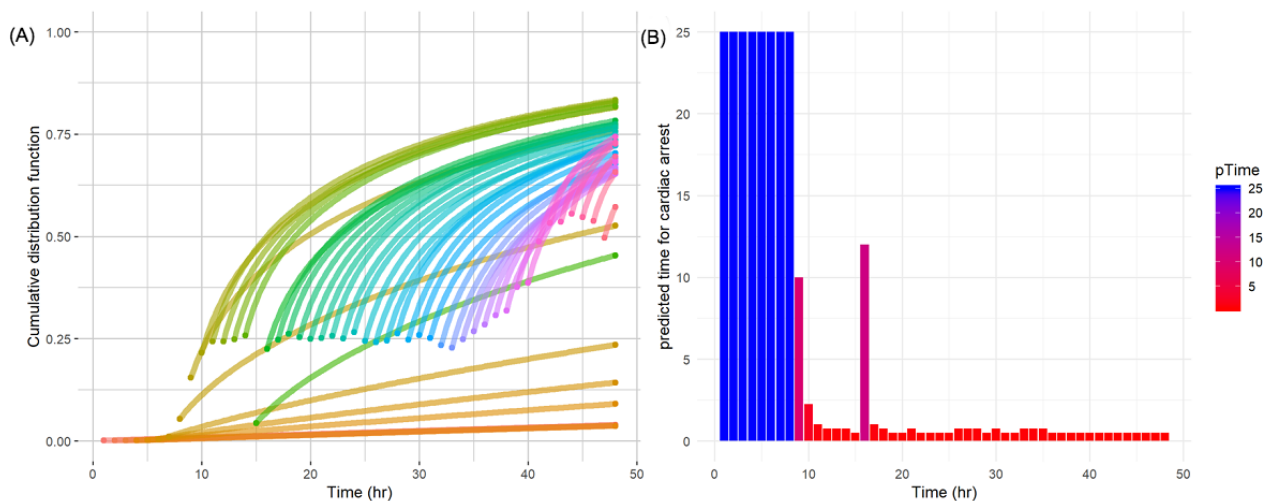 (A)
1.00
0.75
0.50
0.25
0.00
Cumulative distribution function
0 10 20 30 40 50
Time (hr)
(B)
25
20
15
10
5
0
predicted time for cardiac arrest
0 10 20 30 40 50
Time (hr)
pTime
25
20
15
10
5